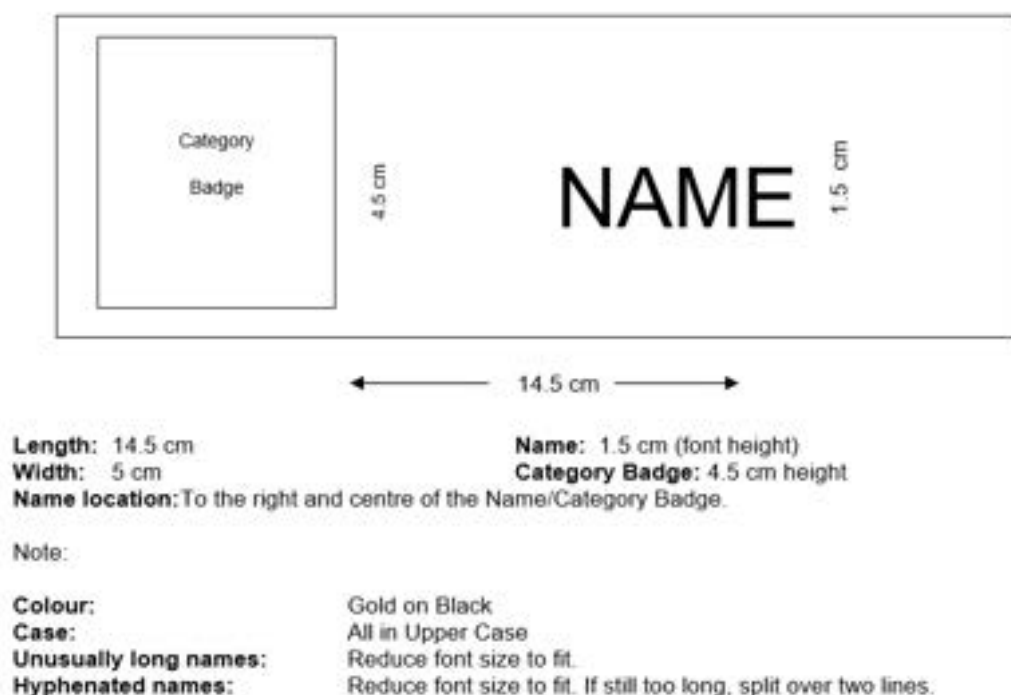 Category
Badge
4.5 cm
NAME
1.5 cm
14.5 cm
Length: 14.5 cm
Name: 1.5 cm (font height)
Width: 5 cm
Category Badge: 4.5 cm height
Name location: To the right and centre of the Name/Category Badge.
Note:
Colour: Gold on Black
Case: All in Upper Case
Unusually long names: Reduce font size to fit.
Hyphenated names: Reduce font size to fit. If still too long, split over two lines.